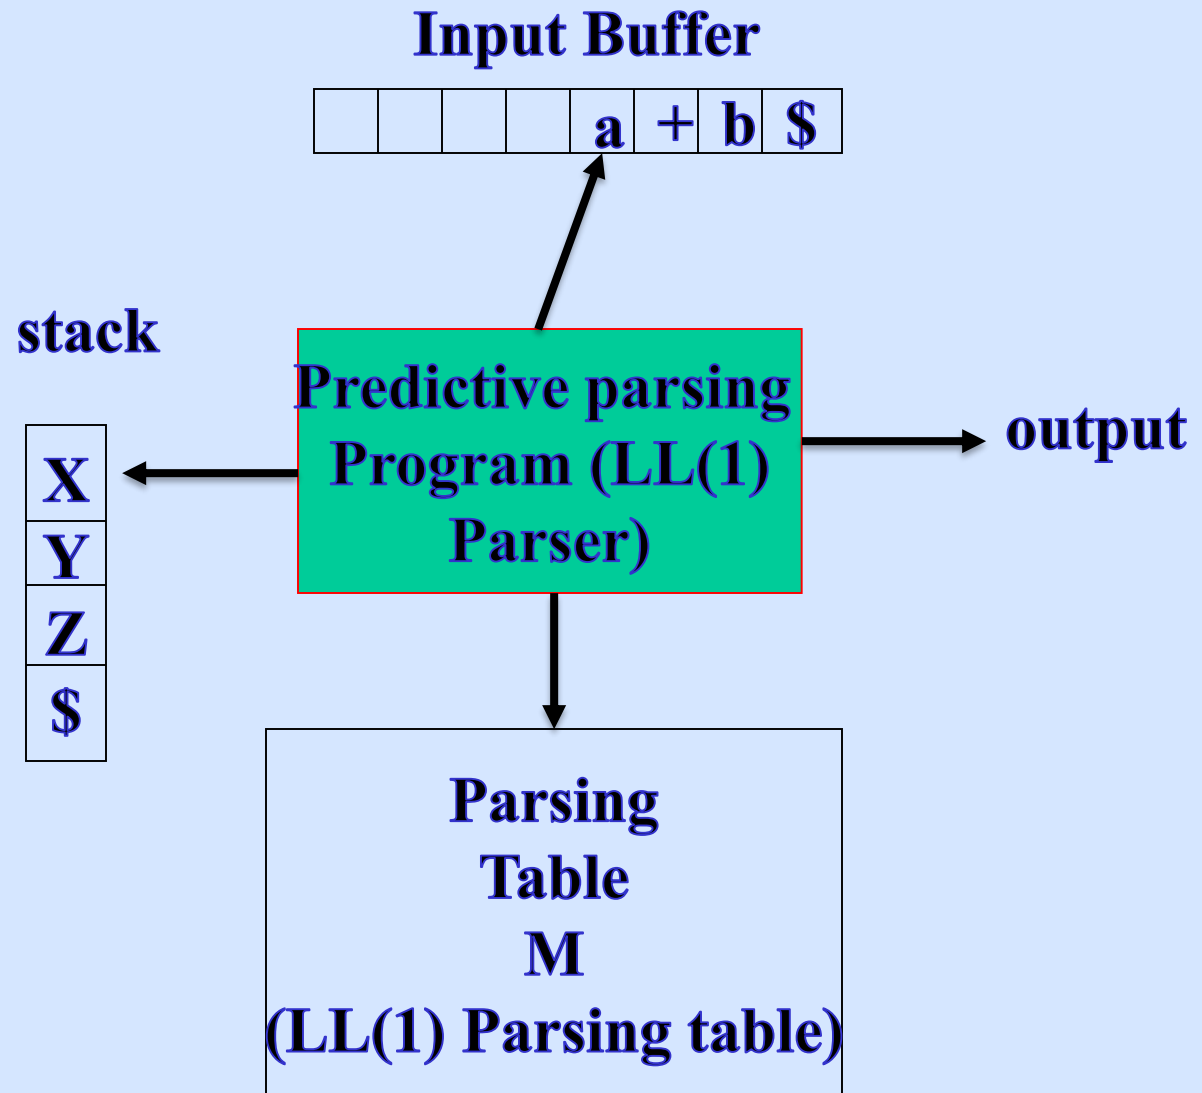 Input Buffer
a + b $
stack
Predictive parsing
Program (LL(1)
Parser)
output
X
Y
Z
$
Parsing
Table
M
(LL(1) Parsing table)